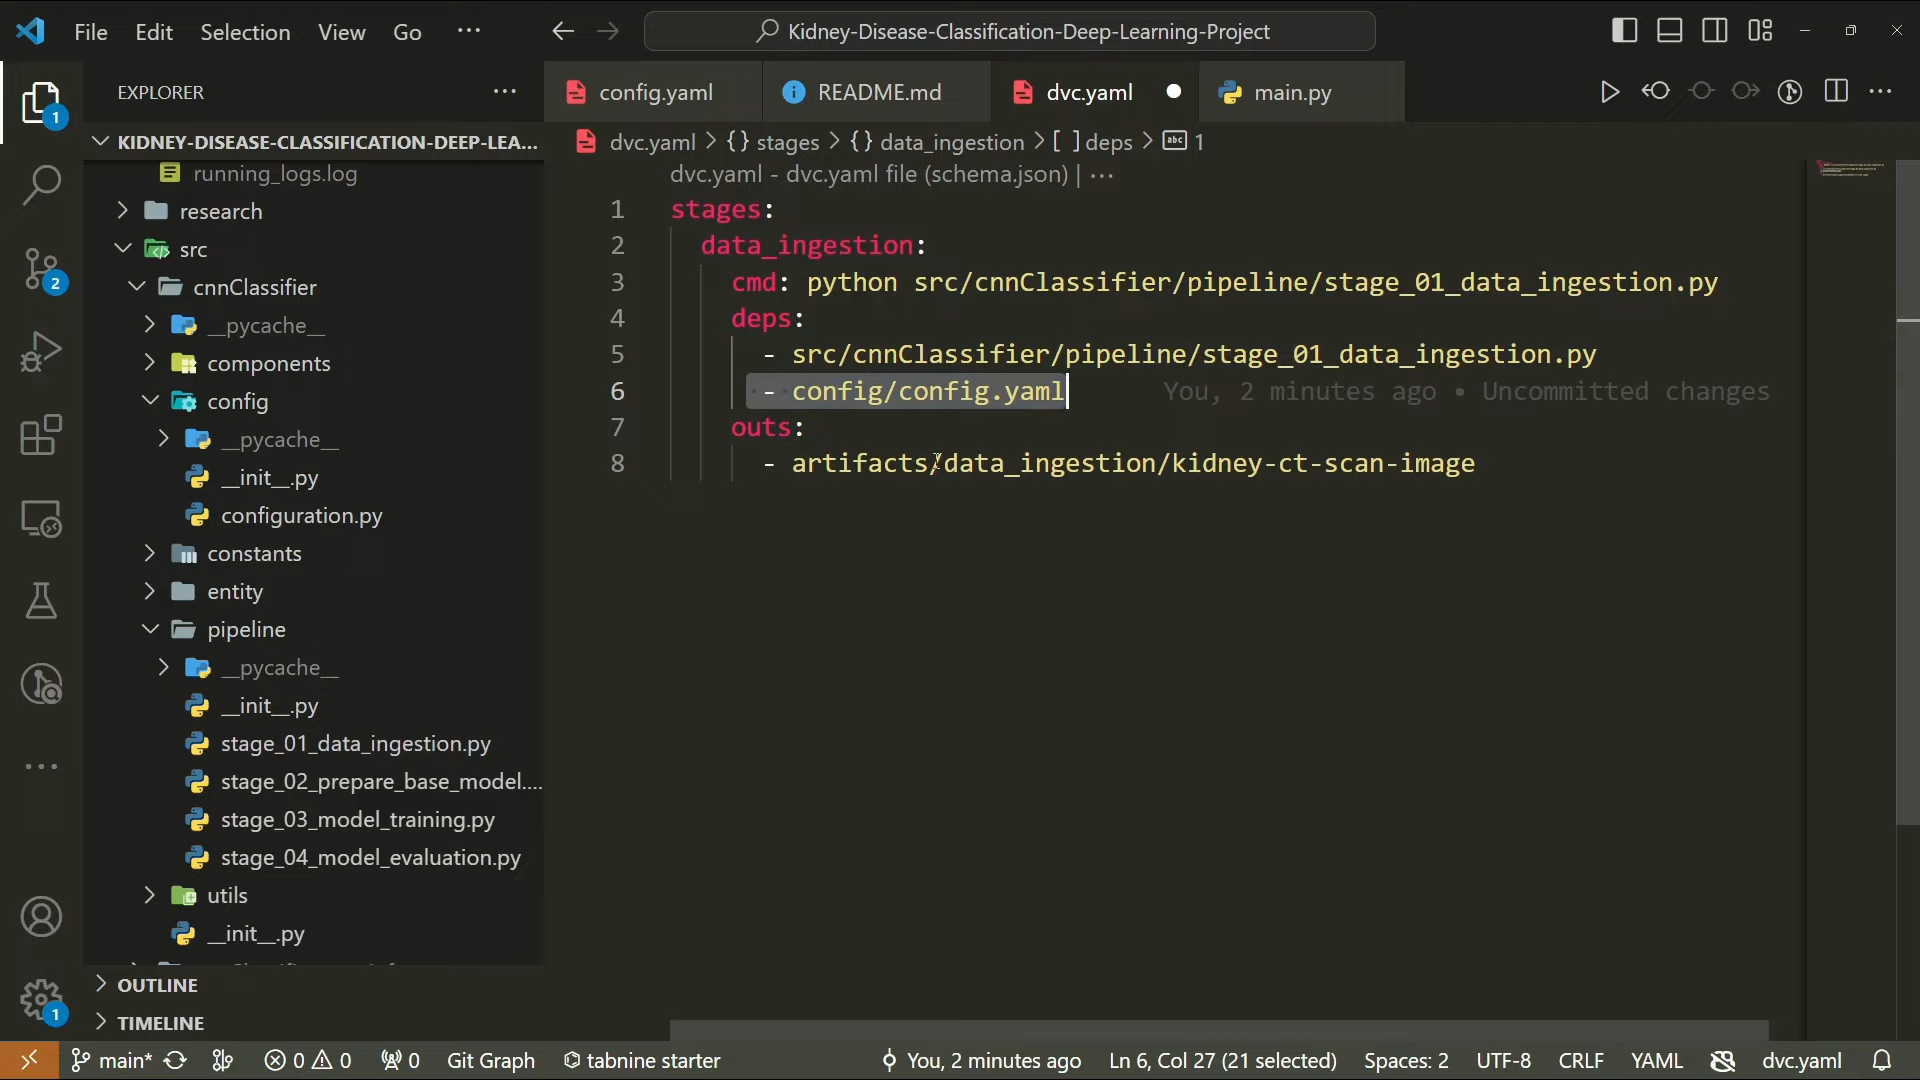 File Edit Selection View Go ··· Kidney-Disease-Classification-Deep-Learning-Project
EXPLORER ···
config.yaml README.md dvc.yaml main.py ···
KIDNEY-DISEASE-CLASSIFICATION-DEEP-LEA...
running_logs.log
research
src
cnnClassifier
__pycache__
components
config
__pycache__
__init__.py
configuration.py
constants
entity
pipeline
__pycache__
__init__.py
stage_01_data_ingestion.py
stage_02_prepare_base_model....
stage_03_model_training.py
stage_04_model_evaluation.py
utils
__init__.py
OUTLINE
TIMELINE
1
2
1
dvc.yaml > {} stages > {} data_ingestion > [ ] deps > abc 1
dvc.yaml - dvc.yaml file (schema.json) | ···
1 stages:
2 data_ingestion:
3 cmd: python src/cnnClassifier/pipeline/stage_01_data_ingestion.py
4 deps:
5 - src/cnnClassifier/pipeline/stage_01_data_ingestion.py
6 - config/config.yaml You, 2 minutes ago • Uncommitted changes
7 outs:
8 - artifacts/data_ingestion/kidney-ct-scan-image
main* 0 0 0 Git Graph tabnine starter You, 2 minutes ago Ln 6, Col 27 (21 selected) Spaces: 2 UTF-8 CRLF YAML dvc.yaml